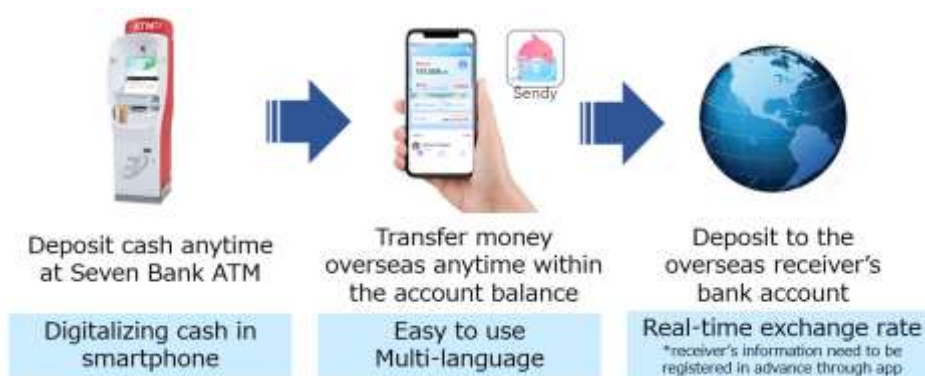 ATM
Sendy
Deposit cash anytime
at Seven Bank ATM
Digitalizing cash in
smartphone
Transfer money
overseas anytime within
the account balance
Easy to use
Multi-language
Deposit to the
overseas receiver's
bank account
Real-time exchange rate
*receiver's information need to be
registered in advance through app